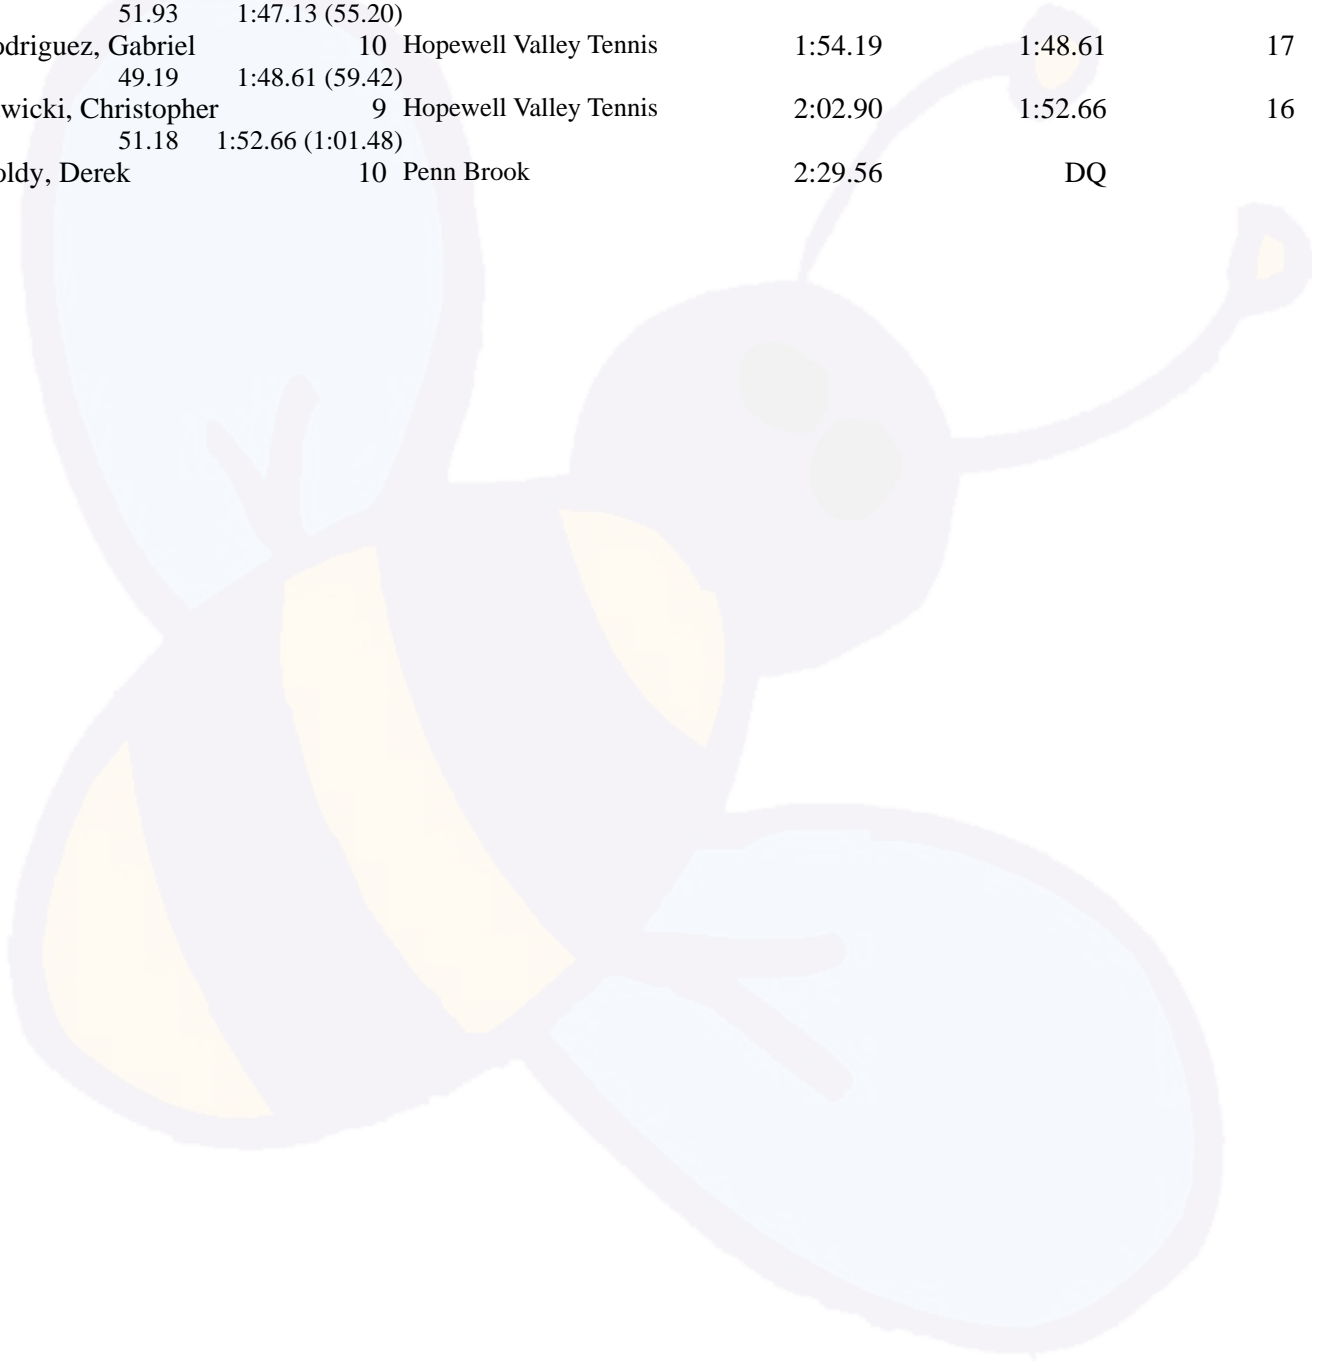 51.93 1:47.13 (55.20)
odriguez, Gabriel 10 Hopewell Valley Tennis 1:54.19 1:48.61 17
49.19 1:48.61 (59.42)
wicki, Christopher 9 Hopewell Valley Tennis 2:02.90 1:52.66 16
51.18 1:52.66 (1:01.48)
oldy, Derek 10 Penn Brook 2:29.56 DQ